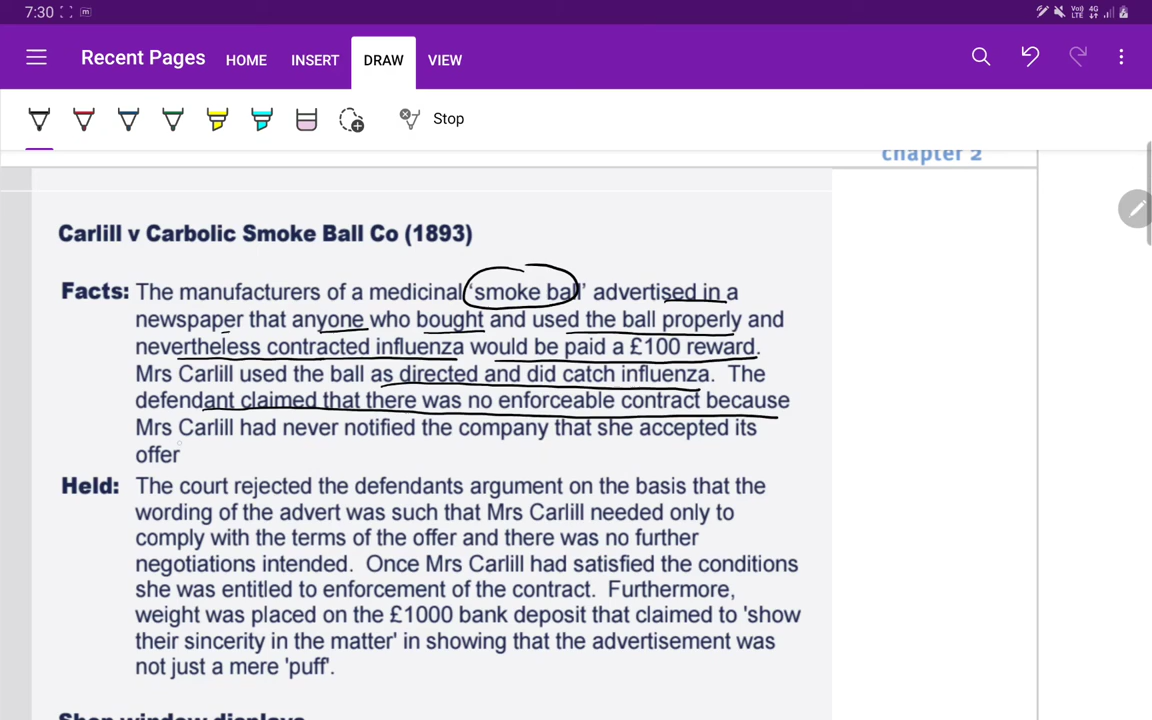 7:30 m Vo) LTE 4G
Recent Pages HOME INSERT DRAW VIEW
Stop
chapter 2
Carlill v Carbolic Smoke Ball Co (1893)
Facts: The manufacturers of a medicinal 'smoke ball' advertised in a
newspaper that anyone who bought and used the ball properly and
nevertheless contracted influenza would be paid a £100 reward.
Mrs Carlill used the ball as directed and did catch influenza. The
defendant claimed that there was no enforceable contract because
Mrs Carlill had never notified the company that she accepted its
offer
Held: The court rejected the defendants argument on the basis that the
wording of the advert was such that Mrs Carlill needed only to
comply with the terms of the offer and there was no further
negotiations intended. Once Mrs Carlill had satisfied the conditions
she was entitled to enforcement of the contract. Furthermore,
weight was placed on the £1000 bank deposit that claimed to 'show
their sincerity in the matter' in showing that the advertisement was
not just a mere 'puff'.
Shop window displays